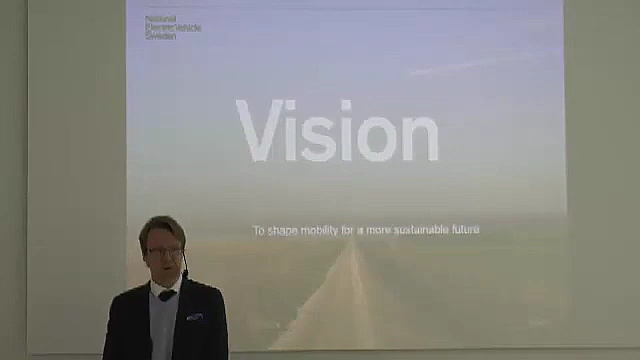 National
Electric Vehicle
Sweden
Vision
To shape mobility for a more sustainable future